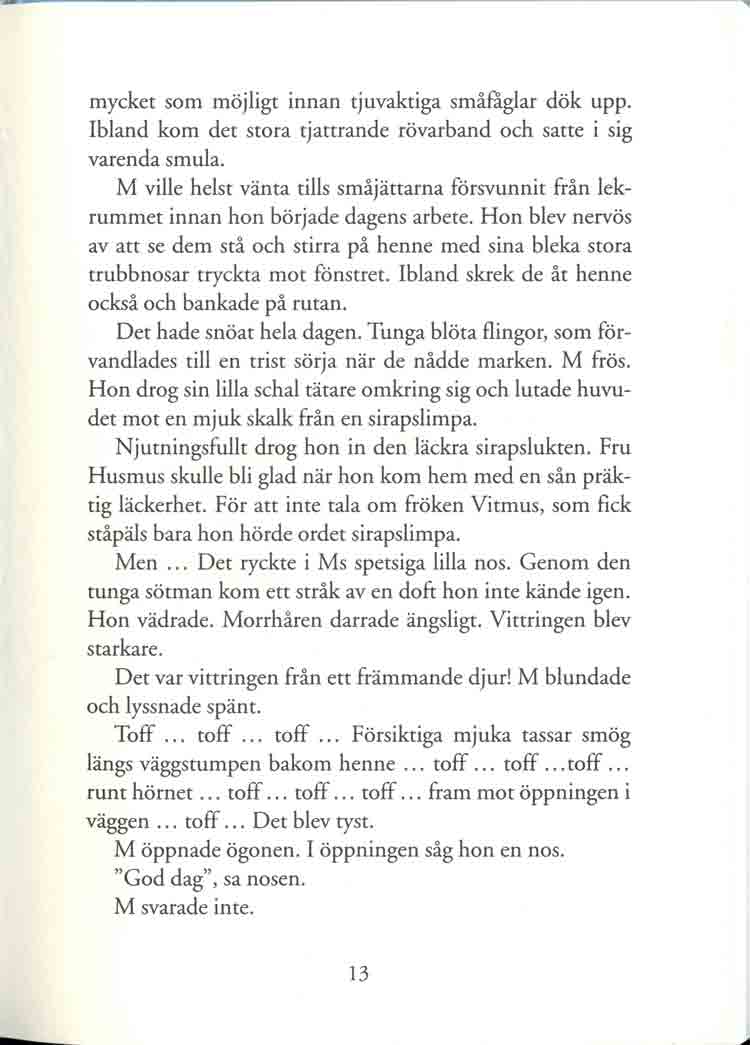 mycket som möjligt innan tjuvaktiga småfåglar dök upp.
Ibland kom det stora tjattrande rövarband och satte i sig
varenda smula.
M ville helst vänta tills småjättarna försvunnit från lek-
rummet innan hon började dagens arbete. Hon blev nervös
av att se dem stå och stirra på henne med sina bleka stora
trubbnosar tryckta mot fönstret. Ibland skrek de åt henne
också och bankade på rutan.
Det hade snöat hela dagen. Tunga blöta flingor, som för-
vandlades till en trist sörja när de nådde marken. M frös.
Hon drog sin lilla schal tätare omkring sig och lutade huvu-
det mot en mjuk skalk från en sirapslimpa.
Njutningsfullt drog hon in den läckra sirapslukten. Fru
Husmus skulle bli glad när hon kom hem med en sån präk-
tig läckerhet. För att inte tala om fröken Vitmus, som fick
ståpäls bara hon hörde ordet sirapslimpa.
Men ... Det ryckte i Ms spetsiga lilla nos. Genom den
tunga sötman kom ett stråk av en doft hon inte kände igen.
Hon vädrade. Morrhåren darrade ängsligt. Vittringen blev
starkare.
Det var vittringen från ett främmande djur! M blundade
och lyssnade spänt.
Toff ... toff ... toff ... Försiktiga mjuka tassar smög
längs väggstumpen bakom henne ... toff ... toff ...toff ...
runt hörnet ... toff ... toff ... toff ... fram mot öppningen i
väggen ... toff ... Det blev tyst.
M öppnade ögonen. I öppningen såg hon en nos.
”God dag”, sa nosen.
M svarade inte.
13